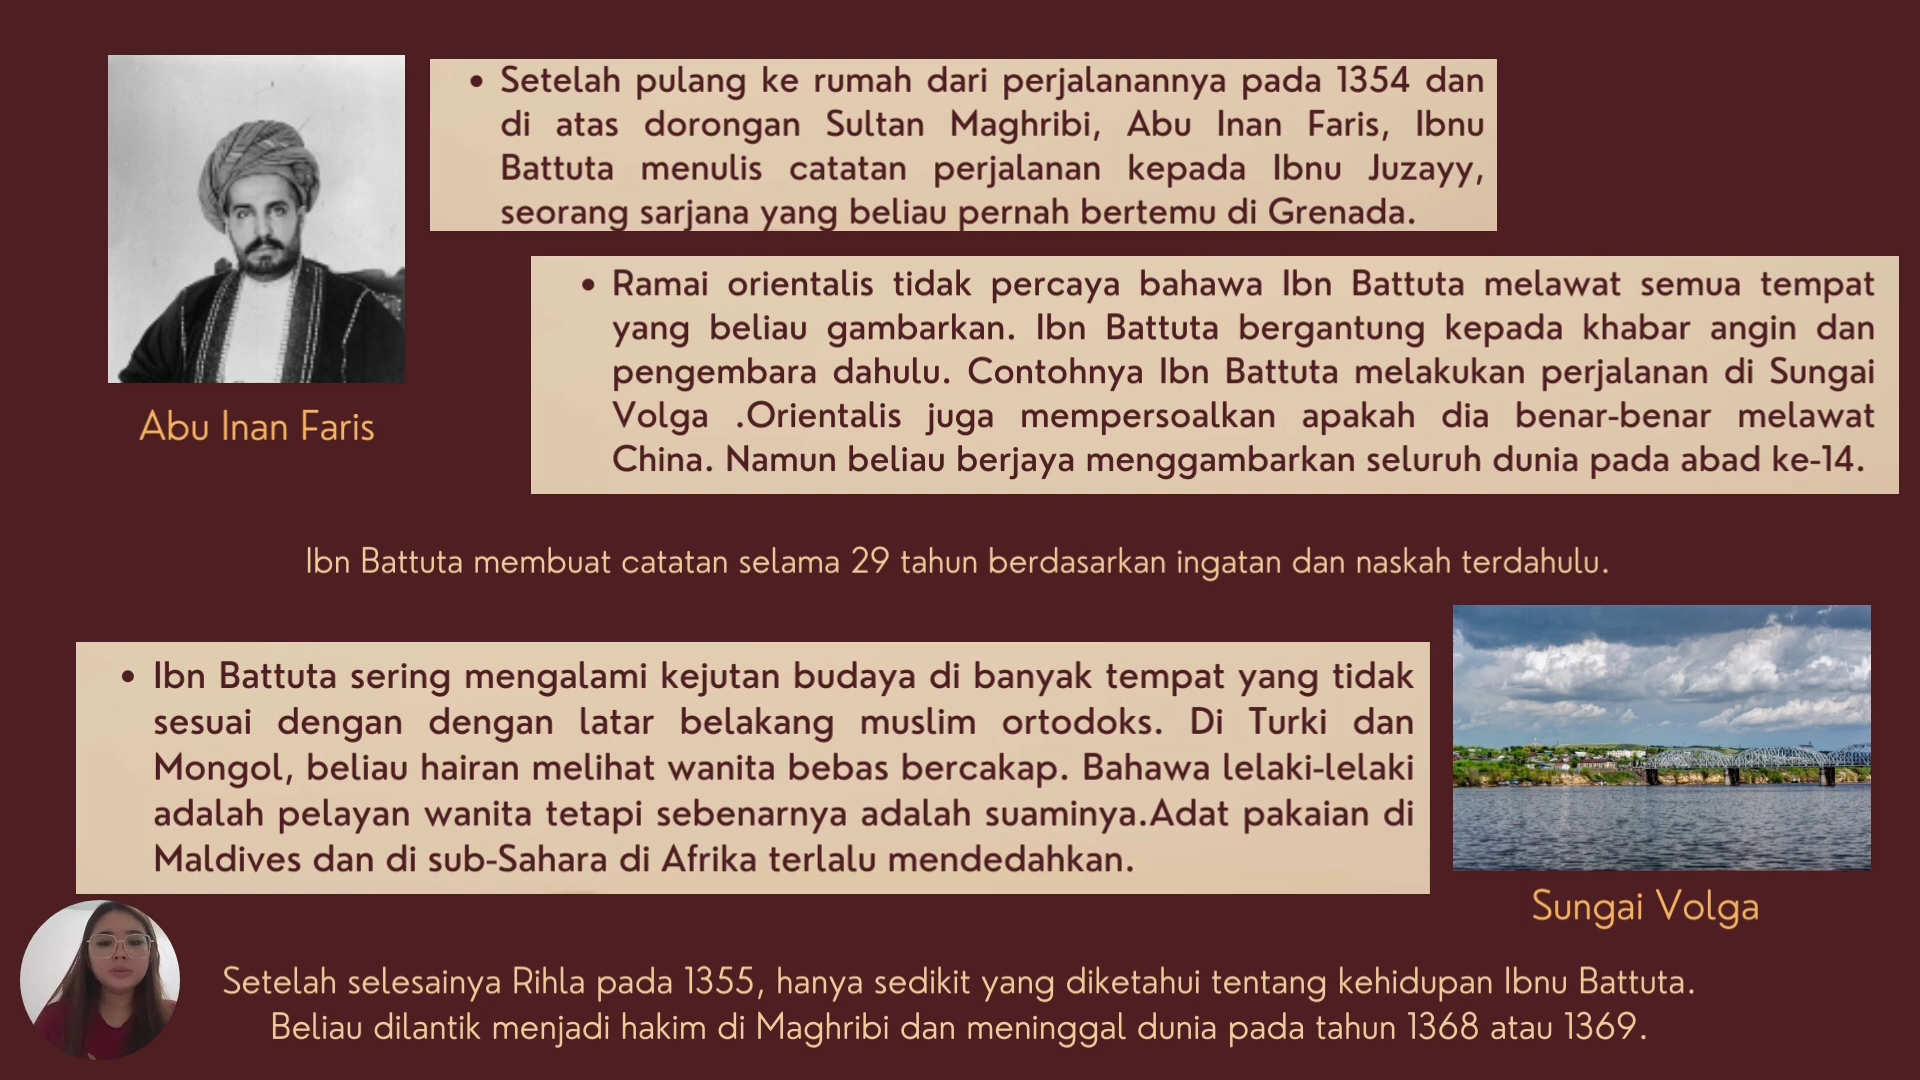 Setelah pulang ke rumah dari perjalanannya pada 1354 dan
di atas dorongan Sultan Maghribi, Abu Inan Faris, Ibnu
Battuta menulis catatan perjalanan kepada Ibnu Juzayy,
seorang sarjana yang beliau pernah bertemu di Grenada.
Abu Inan Faris
Ramai orientalis tidak percaya bahawa Ibn Battuta melawat semua tempat
yang beliau gambarkan. Ibn Battuta bergantung kepada khabar angin dan
pengembara dahulu. Contohnya Ibn Battuta melakukan perjalanan di Sungai
Volga .Orientalis juga mempersoalkan apakah dia benar-benar melawat
China. Namun beliau berjaya menggambarkan seluruh dunia pada abad ke-14.
Ibn Battuta membuat catatan selama 29 tahun berdasarkan ingatan dan naskah terdahulu.
Ibn Battuta sering mengalami kejutan budaya di banyak tempat yang tidak
sesuai dengan dengan latar belakang muslim ortodoks. Di Turki dan
Mongol, beliau hairan melihat wanita bebas bercakap. Bahawa lelaki-lelaki
adalah pelayan wanita tetapi sebenarnya adalah suaminya.Adat pakaian di
Maldives dan di sub-Sahara di Afrika terlalu mendedahkan.
Sungai Volga
Setelah selesainya Rihla pada 1355, hanya sedikit yang diketahui tentang kehidupan Ibnu Battuta.
Beliau dilantik menjadi hakim di Maghribi dan meninggal dunia pada tahun 1368 atau 1369.